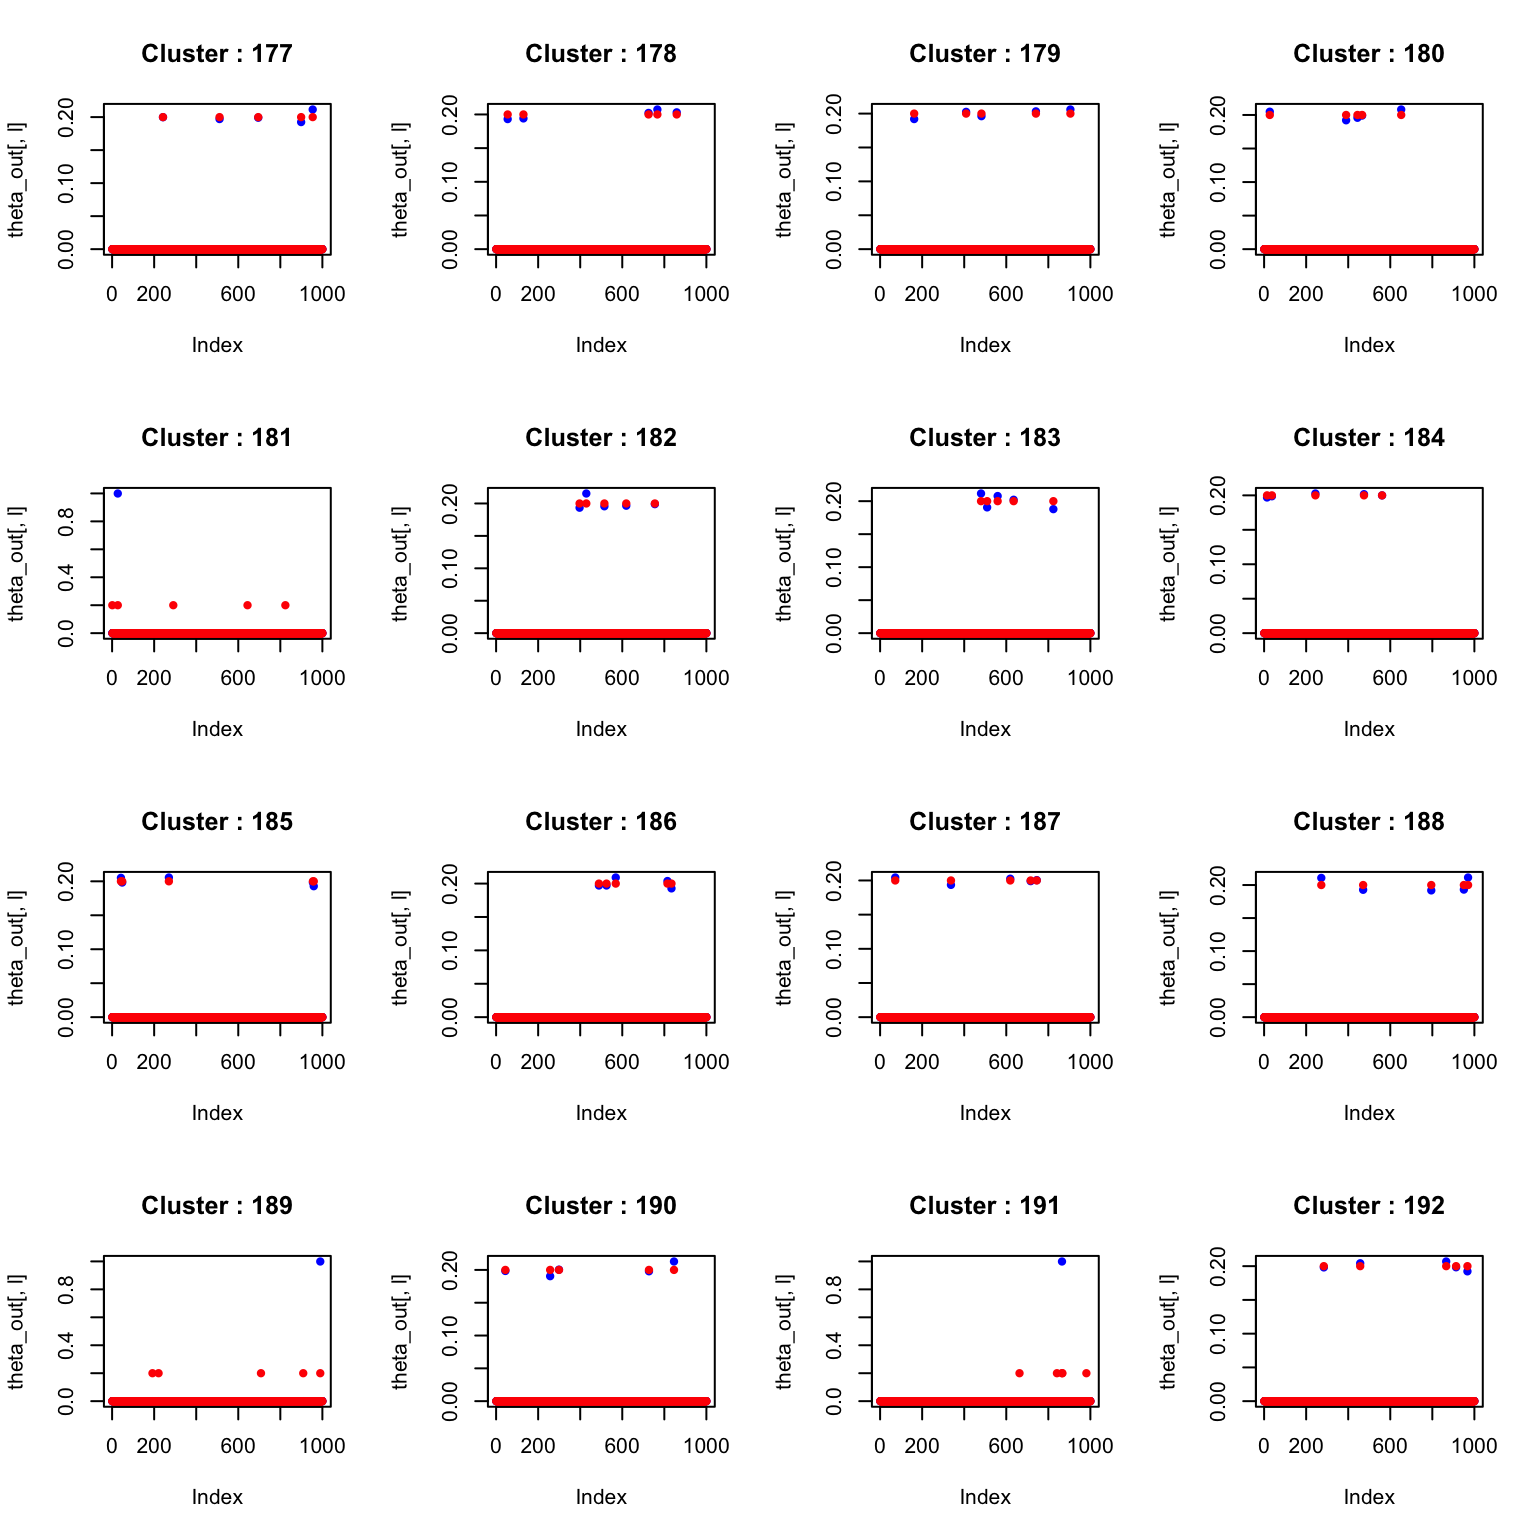 Cluster : 177
theta_out[, l]
0.00 0.10 0.20
0 200 600 1000
Index
Cluster : 178
theta_out[, l]
0.00 0.10 0.20
0 200 600 1000
Index
Cluster : 179
theta_out[, l]
0.00 0.10 0.20
0 200 600 1000
Index
Cluster : 180
theta_out[, l]
0.00 0.10 0.20
0 200 600 1000
Index
Cluster : 181
theta_out[, l]
0.0 0.4 0.8
0 200 600 1000
Index
Cluster : 182
theta_out[, l]
0.00 0.10 0.20
0 200 600 1000
Index
Cluster : 183
theta_out[, l]
0.00 0.10 0.20
0 200 600 1000
Index
Cluster : 184
theta_out[, l]
0.00 0.10 0.20
0 200 600 1000
Index
Cluster : 185
theta_out[, l]
0.00 0.10 0.20
0 200 600 1000
Index
Cluster : 186
theta_out[, l]
0.00 0.10 0.20
0 200 600 1000
Index
Cluster : 187
theta_out[, l]
0.00 0.10 0.20
0 200 600 1000
Index
Cluster : 188
theta_out[, l]
0.00 0.10 0.20
0 200 600 1000
Index
Cluster : 189
theta_out[, l]
0.0 0.4 0.8
0 200 600 1000
Index
Cluster : 190
theta_out[, l]
0.00 0.10 0.20
0 200 600 1000
Index
Cluster : 191
theta_out[, l]
0.0 0.4 0.8
0 200 600 1000
Index
Cluster : 192
theta_out[, l]
0.00 0.10 0.20
0 200 600 1000
Index